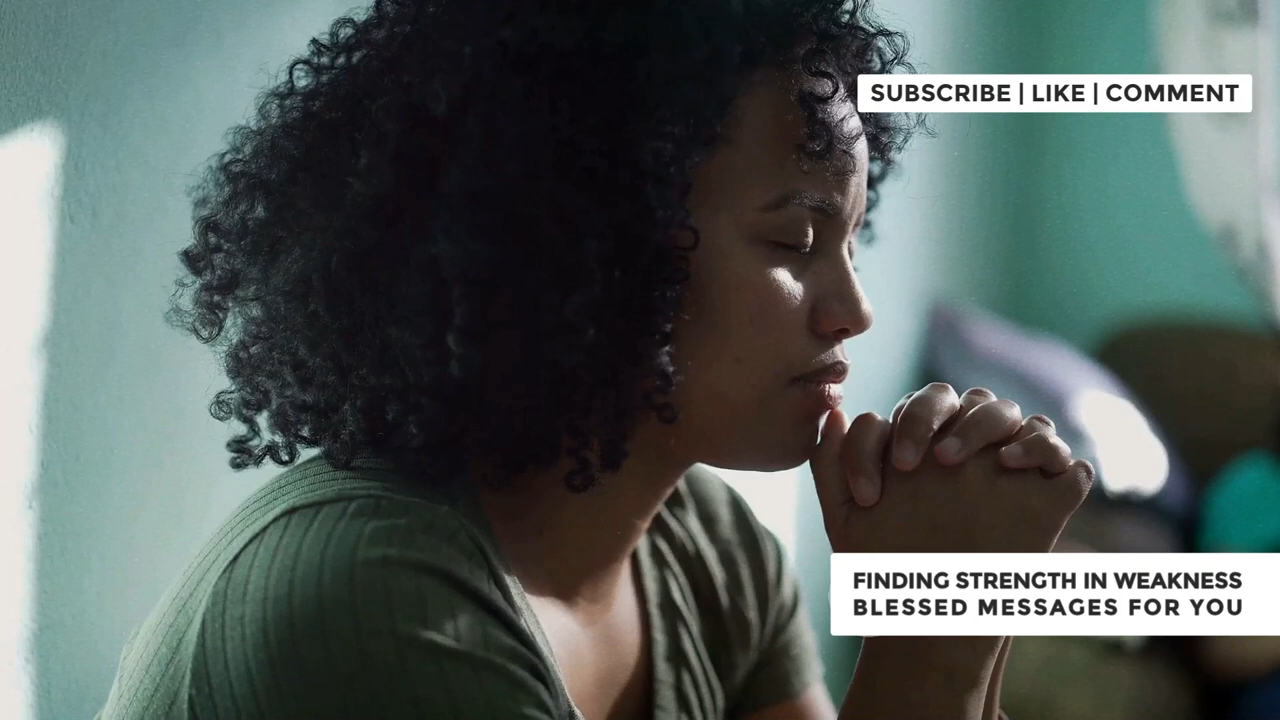 SUBSCRIBE | LIKE | COMMENT
FINDING STRENGTH IN WEAKNESS
BLESSED MESSAGES FOR YOU